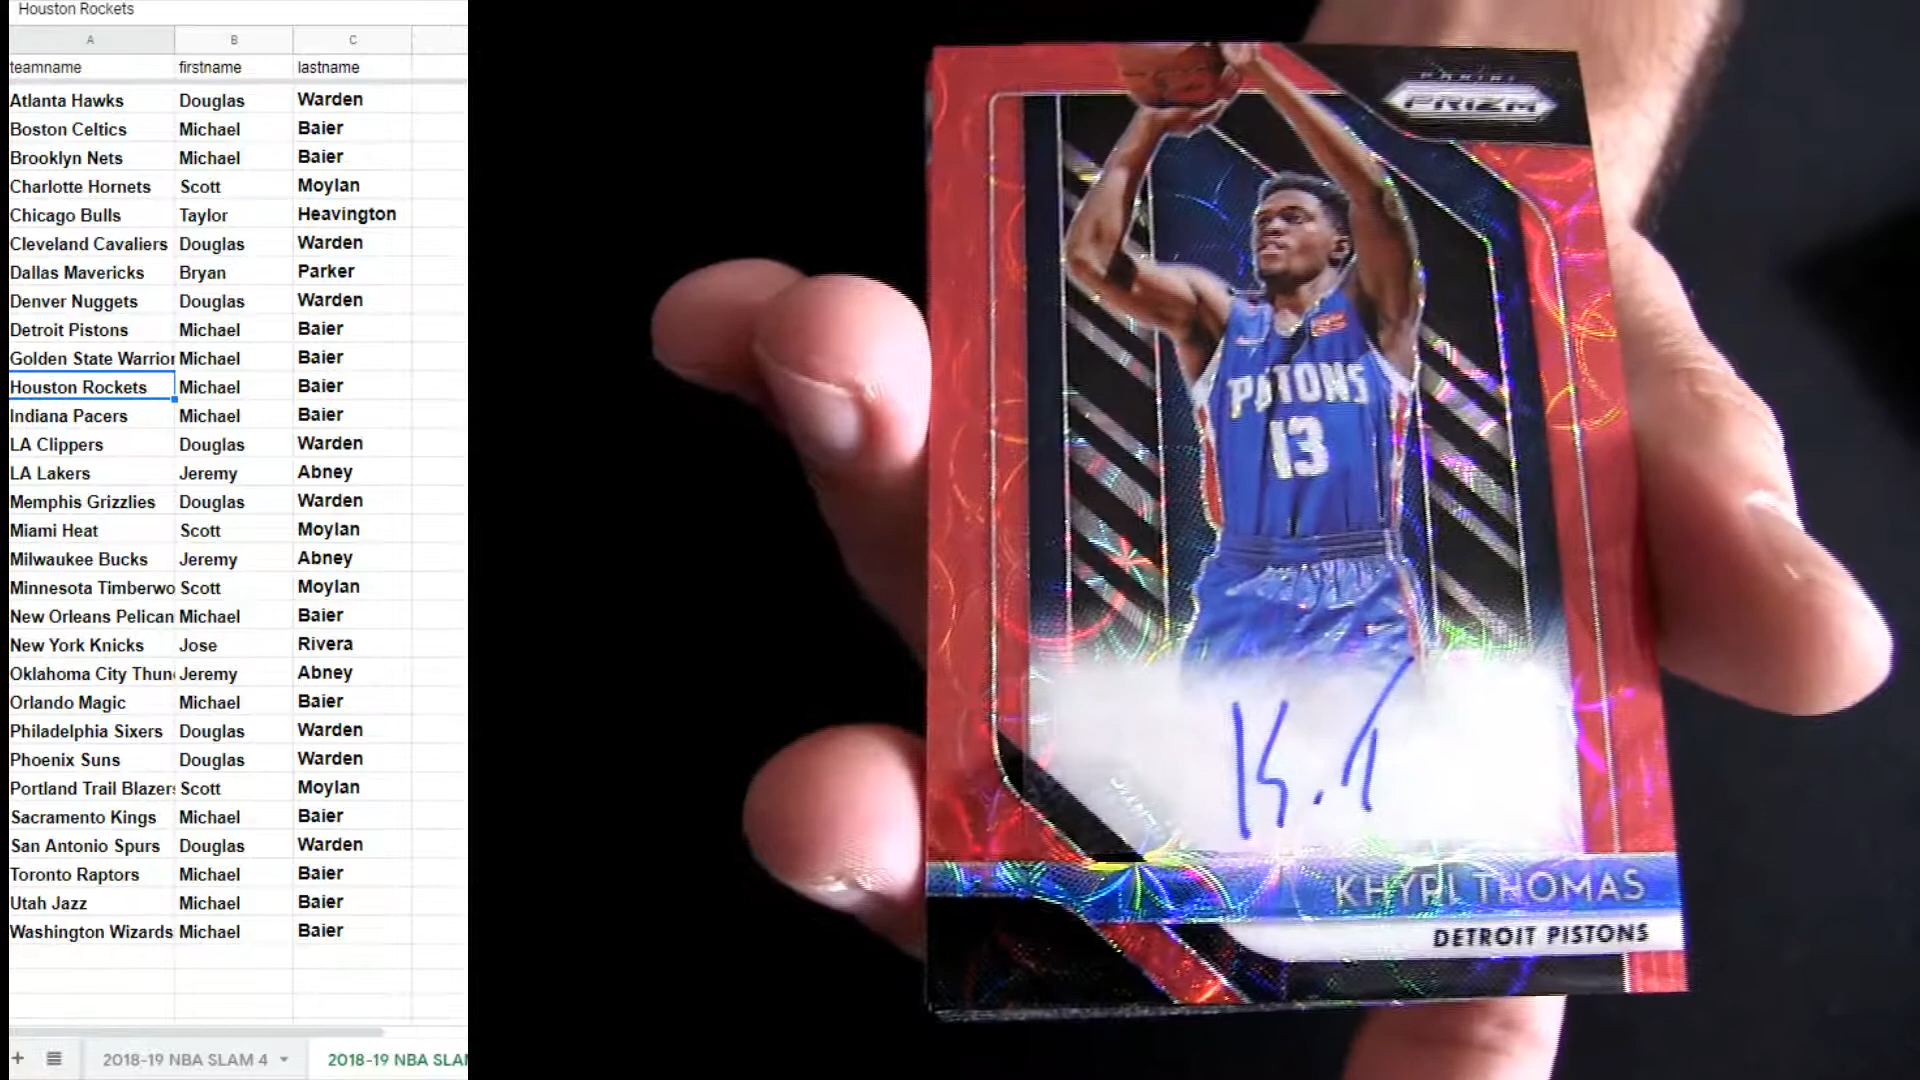 Houston Rockets
A B C
teamname firstname lastname
Atlanta Hawks Douglas Warden
Boston Celtics Michael Baier
Brooklyn Nets Michael Baier
Charlotte Hornets Scott Moylan
Chicago Bulls Taylor Heavington
Cleveland Cavaliers Douglas Warden
Dallas Mavericks Bryan Parker
Denver Nuggets Douglas Warden
Detroit Pistons Michael Baier
Golden State Warrior Michael Baier
Houston Rockets Michael Baier
Indiana Pacers Michael Baier
LA Clippers Douglas Warden
LA Lakers Jeremy Abney
Memphis Grizzlies Douglas Warden
Miami Heat Scott Moylan
Milwaukee Bucks Jeremy Abney
Minnesota Timberwo Scott Moylan
New Orleans Pelican Michael Baier
New York Knicks Jose Rivera
Oklahoma City Thun Jeremy Abney
Orlando Magic Michael Baier
Philadelphia Sixers Douglas Warden
Phoenix Suns Douglas Warden
Portland Trail Blazers Scott Moylan
Sacramento Kings Michael Baier
San Antonio Spurs Douglas Warden
Toronto Raptors Michael Baier
Utah Jazz Michael Baier
Washington Wizards Michael Baier
2018-19 NBA SLAM 4 2018-19 NBA SLAM
PANINI
PRIZM
PISTONS
13
K.T
KHYRI THOMAS
DETROIT PISTONS